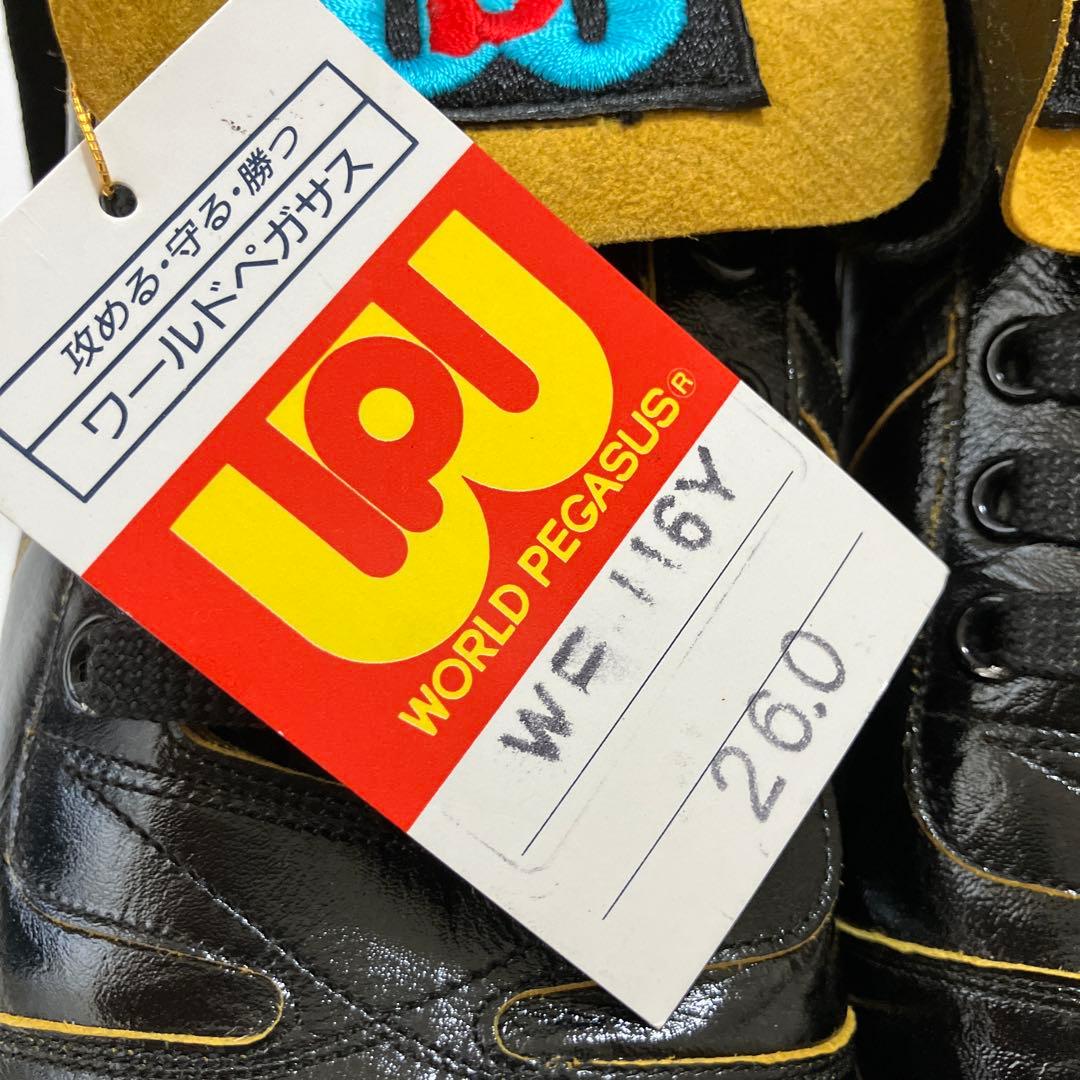 攻める・守る・勝つ
ワールドペガサス
WORLD PEGASUS®
WF 116Y
26.0